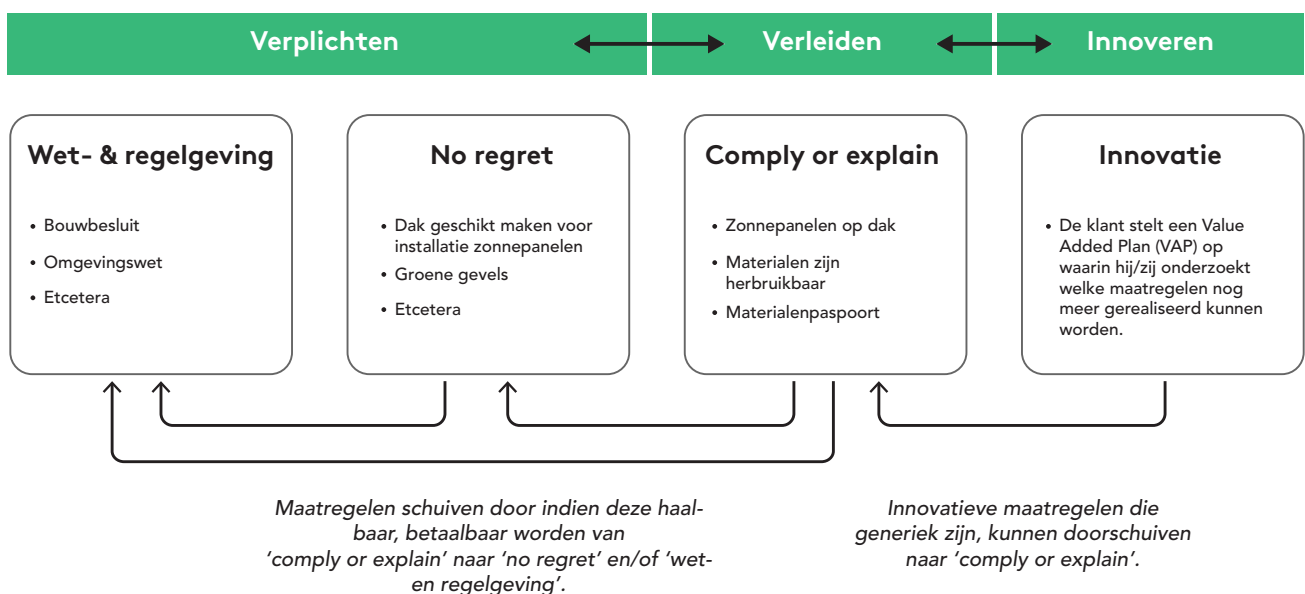 Verplichten
Verleiden
Innoveren
Wet- & regelgeving
• Bouwbesluit
• Omgevingswet
• Etcetera
No regret
• Dak geschikt maken voor
installatie zonnepanelen
• Groene gevels
• Etcetera
Comply or explain
• Zonnepanelen op dak
• Materialen zijn
herbruikbaar
• Materialenpaspoort
Innovatie
• De klant stelt een Value
Added Plan (VAP) op
waarin hij/zij onderzoekt
welke maatregelen nog
meer gerealiseerd kunnen
worden.
Maatregelen schuiven door indien deze haal-
baar, betaalbaar worden van
‘comply or explain’ naar ‘no regret’ en/of ‘wet-
en regelgeving’.
Innovatieve maatregelen die
generiek zijn, kunnen doorschuiven
naar ‘comply or explain’.